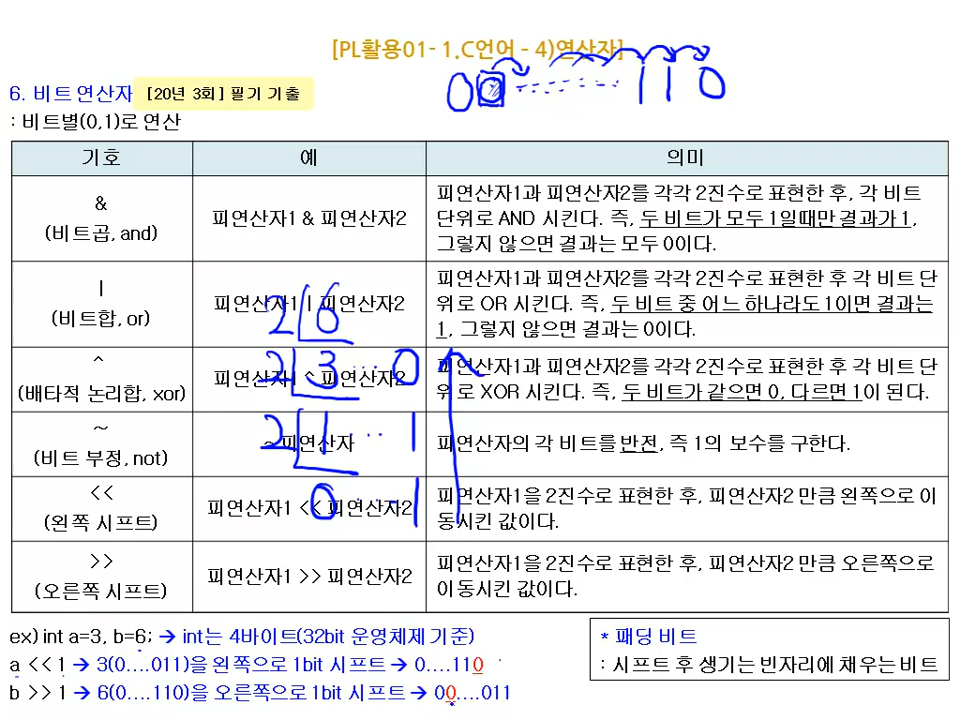 [PL활용01- 1.C언어 - 4)연산자]
0 0 1 1 0
6. 비트 연산자 [20년 3회] 필기 기출
: 비트별(0,1)로 연산
기호 예 의미
&
(비트곱, and)
피연산자1 & 피연산자2
피연산자1과 피연산자2를 각각 2진수로 표현한 후, 각 비트
단위로 AND 시킨다. 즉, 두 비트가 모두 1일때만 결과가 1,
그렇지 않으면 결과는 모두 0이다.
|
(비트합, or)
피연산자1 | 피연산자2
피연산자1과 피연산자2를 각각 2진수로 표현한 후 각 비트 단
위로 OR 시킨다. 즉, 두 비트 중 어느 하나라도 1이면 결과는
1, 그렇지 않으면 결과는 0이다.
2 6
^
(배타적 논리합, xor)
피연산자1 ^ 피연산자2
피연산자1과 피연산자2를 각각 2진수로 표현한 후 각 비트 단
위로 XOR 시킨다. 즉, 두 비트가 같으면 0, 다르면 1이 된다.
2 3 ·· 0
~
(비트 부정, not)
~ 피연산자
피연산자의 각 비트를 반전, 즉 1의 보수를 구한다.
2 1 ·· 1
<<
(왼쪽 시프트)
피연산자1 << 피연산자2
피연산자1을 2진수로 표현한 후, 피연산자2 만큼 왼쪽으로 이
동시킨 값이다.
0 ·· 1
>>
(오른쪽 시프트)
피연산자1 >> 피연산자2
피연산자1을 2진수로 표현한 후, 피연산자2 만큼 오른쪽으로
이동시킨 값이다.
ex) int a=3, b=6; → int는 4바이트(32bit 운영체제 기준)
a << 1 → 3(0....011)을 왼쪽으로 1bit 시프트 → 0....110
b >> 1 → 6(0....110)을 오른쪽으로 1bit 시프트 → 00....011
* 패딩 비트
: 시프트 후 생기는 빈자리에 채우는 비트